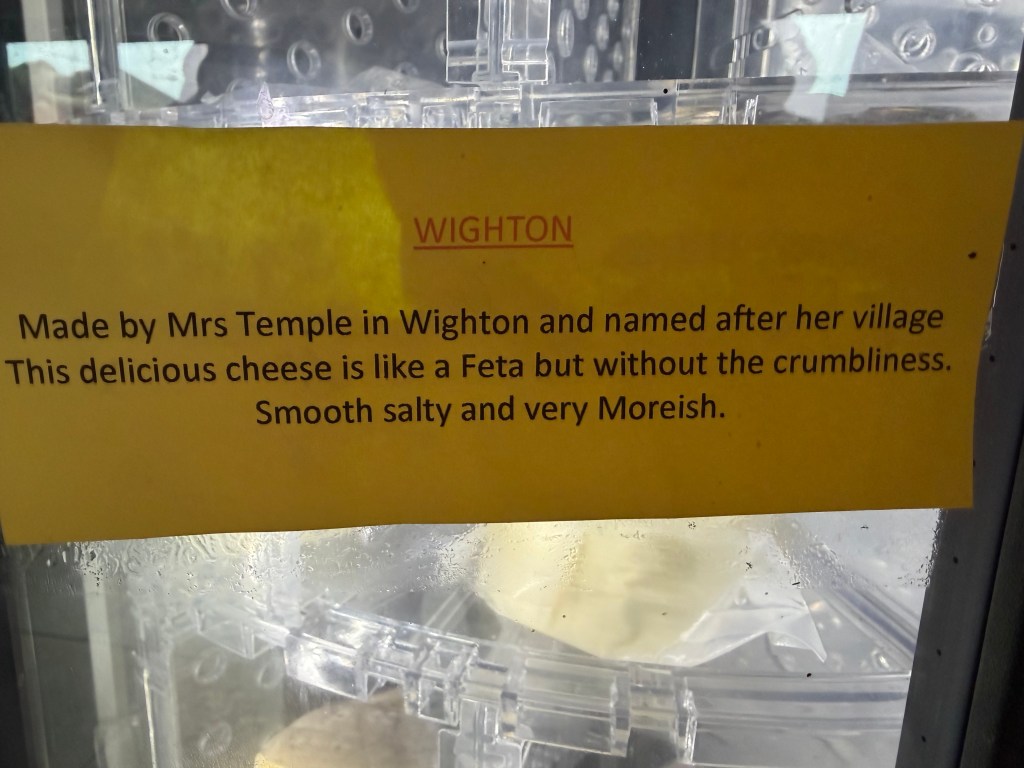 WIGHTON
Made by Mrs Temple in Wighton and named after her village
This delicious cheese is like a Feta but without the crumbliness.
Smooth salty and very Moreish.